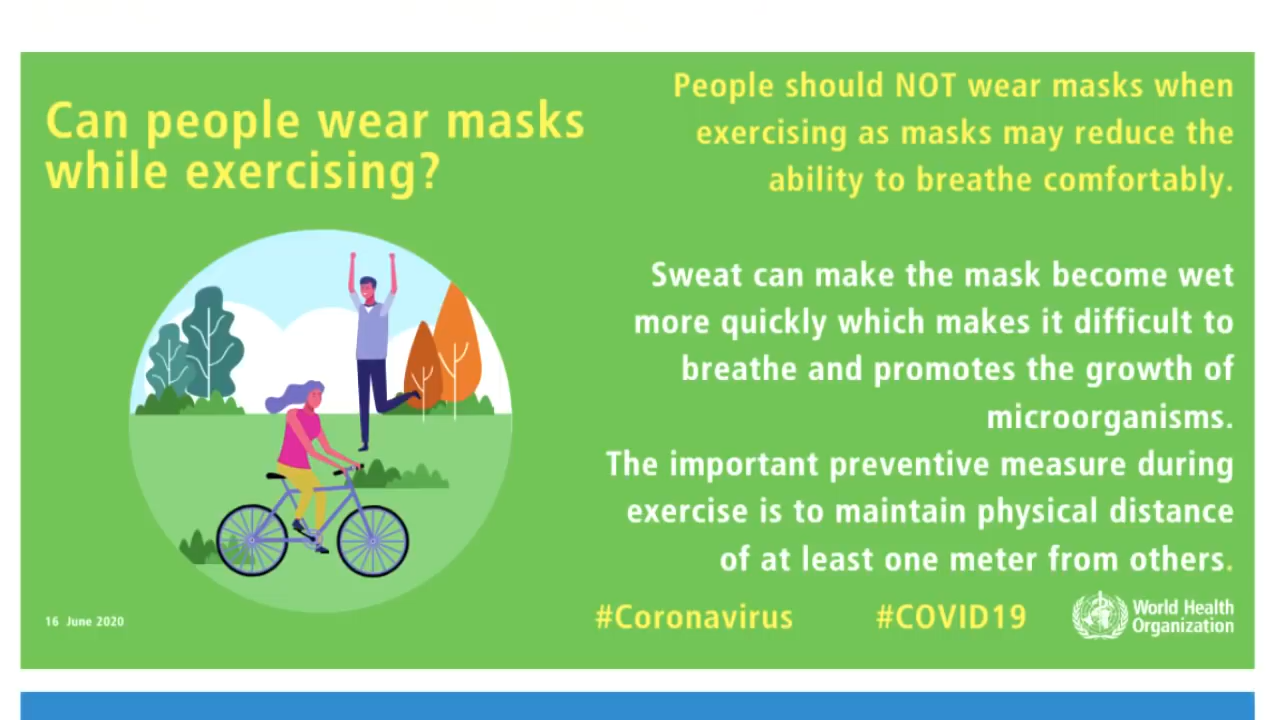 Can people wear masks
while exercising?
People should NOT wear masks when
exercising as masks may reduce the
ability to breathe comfortably.
Sweat can make the mask become wet
more quickly which makes it difficult to
breathe and promotes the growth of
microorganisms.
The important preventive measure during
exercise is to maintain physical distance
of at least one meter from others.
16 June 2020
#Coronavirus #COVID19
World Health
Organization